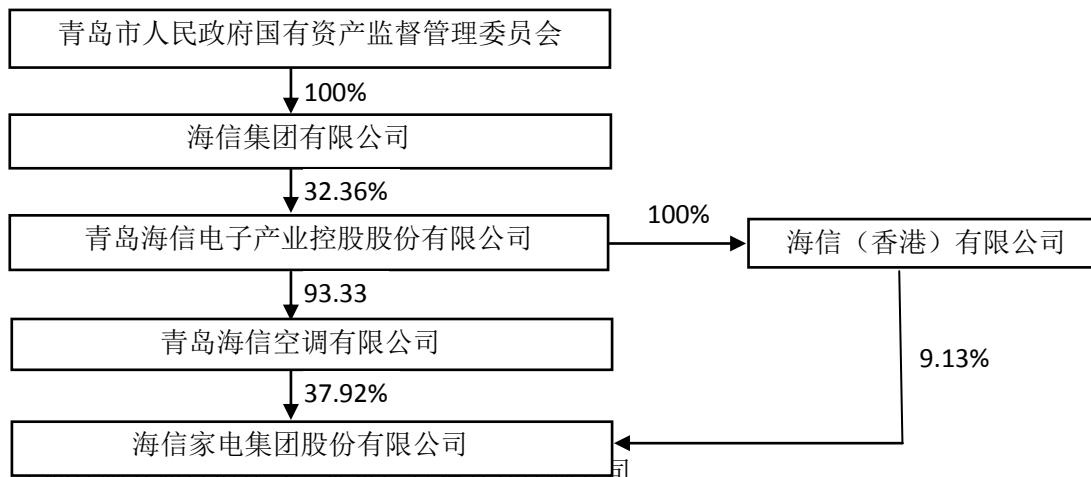 青岛市人民政府国有资产监督管理委员会
100%
海信集团有限公司
32.36%
青岛海信电子产业控股股份有限公司
100%
海信（香港）有限公司
93.33
青岛海信空调有限公司
9.13%
37.92%
海信家电集团股份有限公司
司